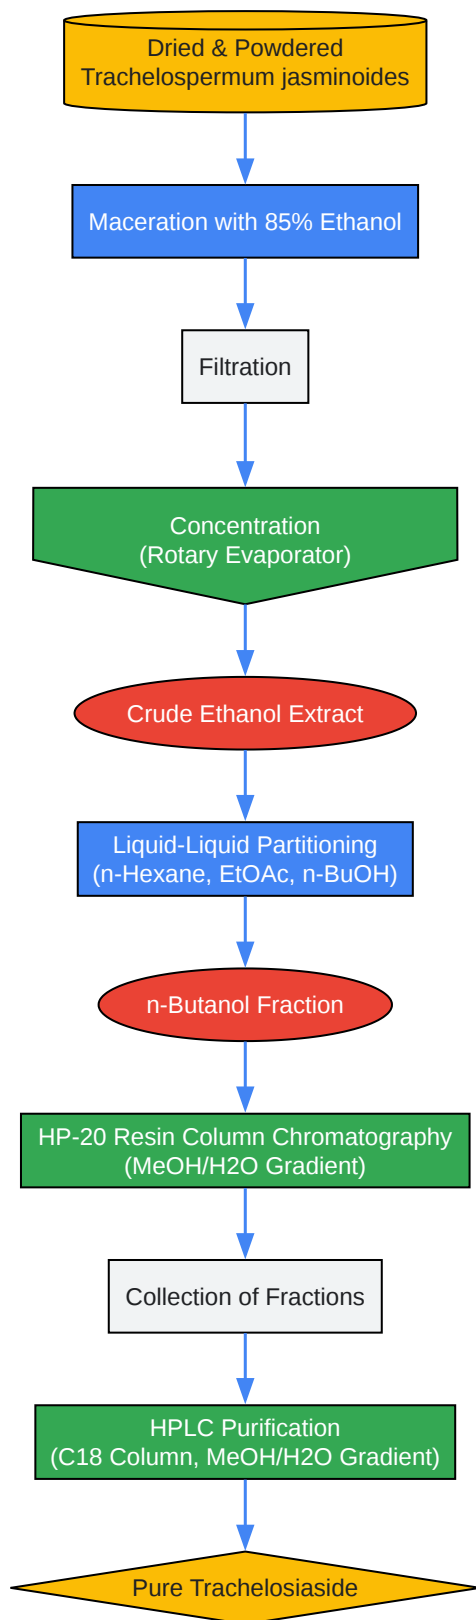 Dried & Powdered
Trachelospermum jasminoides
Maceration with 85% Ethanol
Filtration
Concentration
(Rotary Evaporator)
Crude Ethanol Extract
Liquid-Liquid Partitioning
(n-Hexane, EtOAc, n-BuOH)
n-Butanol Fraction
HP-20 Resin Column Chromatography
(MeOH/H2O Gradient)
Collection of Fractions
HPLC Purification
(C18 Column, MeOH/H2O Gradient)
Pure Trachelosiaside